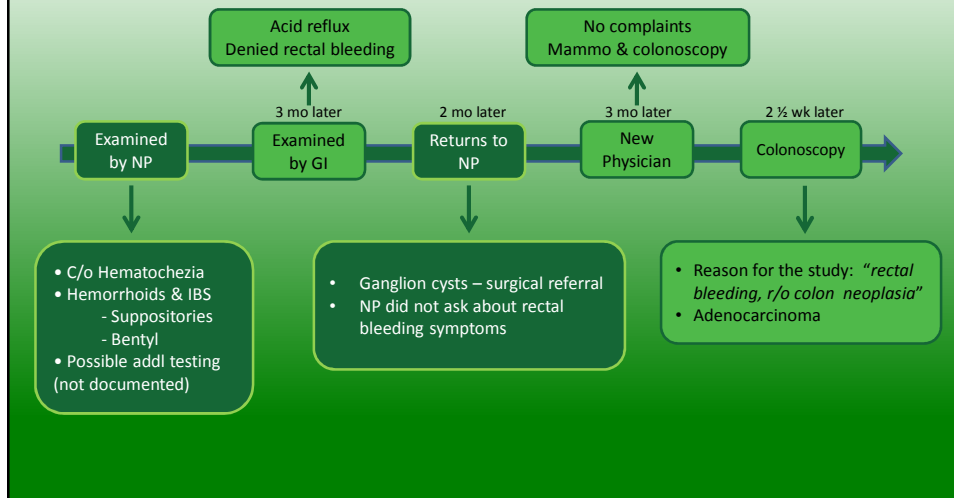 Acid reflux
Denied rectal bleeding
No complaints
Mammo & colonoscopy
3 mo later
2 mo later
3 mo later
2 ½ wk later
Examined
by NP
Examined
by GI
Returns to
NP
New
Physician
Colonoscopy
• C/o Hematochezia
• Hemorrhoids & IBS
- Suppositories
- Bentyl
• Possible addl testing
(not documented)
• Ganglion cysts – surgical referral
• NP did not ask about rectal
bleeding symptoms
• Reason for the study: “rectal
bleeding, r/o colon neoplasia”
• Adenocarcinoma